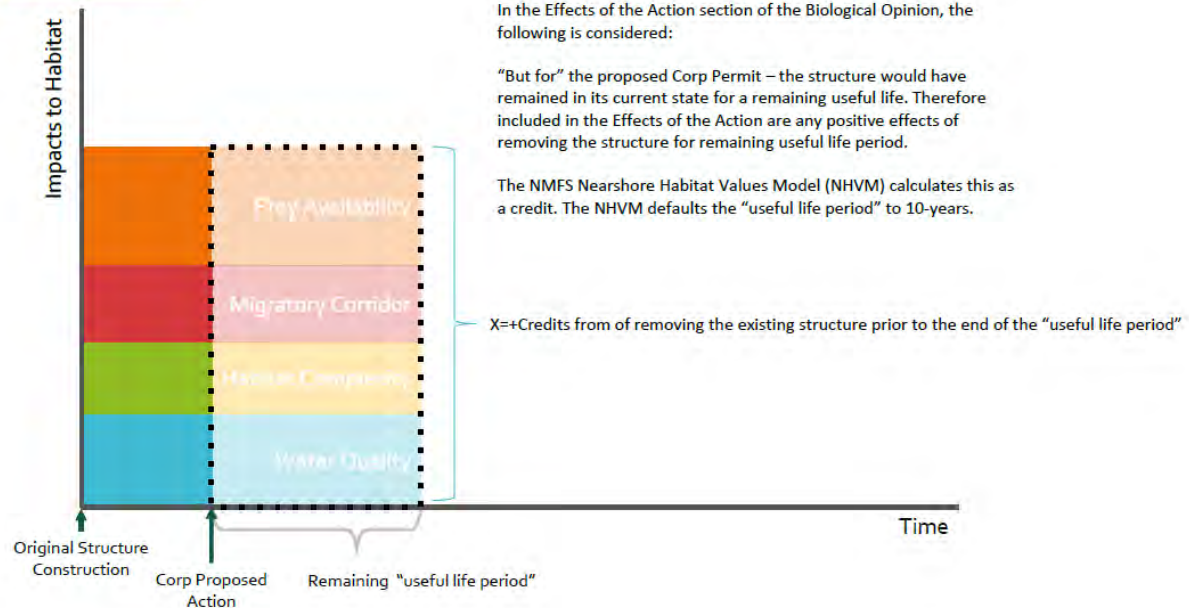 In the Effects of the Action section of the Biological Opinion, the
following is considered:
“But for” the proposed Corp Permit – the structure would have
remained in its current state for a remaining useful life. Therefore
included in the Effects of the Action are any positive effects of
removing the structure for remaining useful life period.
The NMFS Nearshore Habitat Values Model (NHVM) calculates this as
a credit. The NHVM defaults the “useful life period” to 10-years.
Impacts to Habitat
Prey Availability
Migratory Corridor
Habitat Complexity
Water Quality
X=+Credits from of removing the existing structure prior to the end of the “useful life period”
Time
Original Structure
Construction
Corp Proposed
Action
Remaining “useful life period”